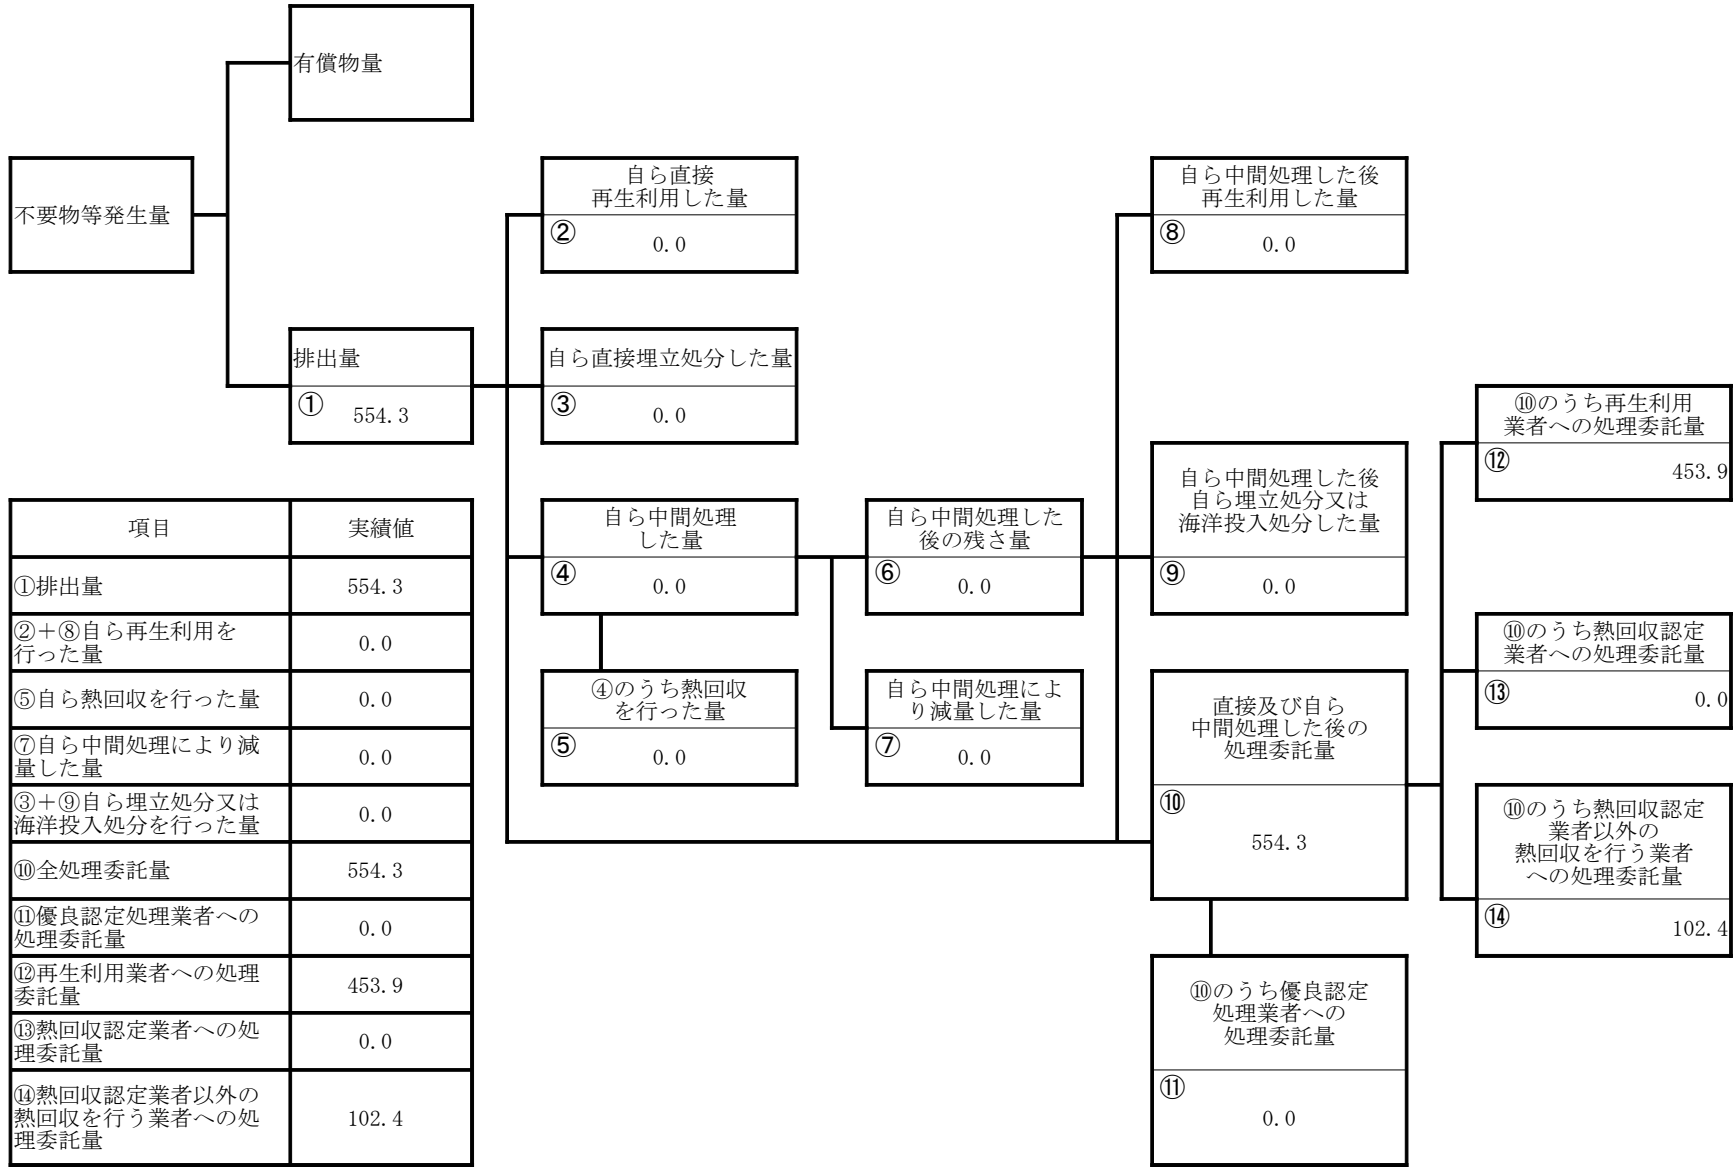 有償物量
不要物等発生量
自ら直接
再生利用した量
② 0.0
自ら中間処理した後
再生利用した量
⑧ 0.0
排出量
① 554.3
自ら直接埋立処分した量
③ 0.0
⑩のうち再生利用
業者への処理委託量
⑫ 453.9
自ら中間処理した後
自ら埋立処分又は
海洋投入処分した量
⑨ 0.0
自ら中間処理
した量
④ 0.0
自ら中間処理した
後の残さ量
⑥ 0.0
⑩のうち熱回収認定
業者への処理委託量
⑬ 0.0
④のうち熱回収
を行った量
⑤ 0.0
自ら中間処理によ
り減量した量
⑦ 0.0
直接及び自ら
中間処理した後の
処理委託量
⑩
554.3
⑩のうち熱回収認定
業者以外の
熱回収を行う業者
への処理委託量
⑭ 102.4
⑩のうち優良認定
処理業者への
処理委託量
⑪
0.0
項目 実績値
①排出量 554.3
②＋⑧自ら再生利用を
行った量 0.0
⑤自ら熱回収を行った量 0.0
⑦自ら中間処理により減
量した量 0.0
③＋⑨自ら埋立処分又は
海洋投入処分を行った量 0.0
⑩全処理委託量 554.3
⑪優良認定処理業者への
処理委託量 0.0
⑫再生利用業者への処理
委託量 453.9
⑬熱回収認定業者への処
理委託量 0.0
⑭熱回収認定業者以外の
熱回収を行う業者への処
理委託量 102.4